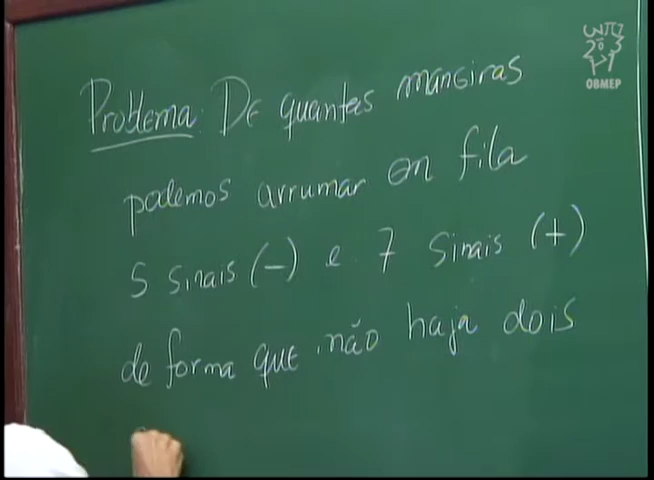 Problema: De quantas maneiras
podemos arrumar em fila
5 sinais (-) e 7 sinais (+)
de forma que não haja dois
OBMEP